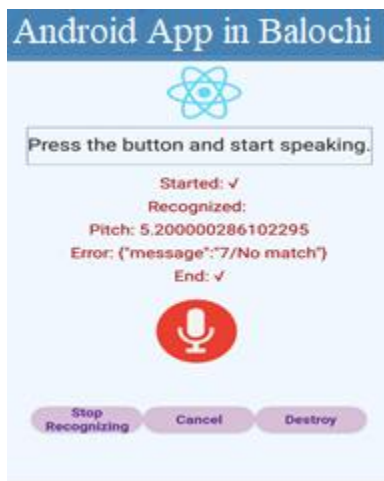 Android App in Balochi
Press the button and start speaking.
Started: √
Recognized:
Pitch: 5.200000286102295
Error: {"message":"7/No match"}
End: √
Stop
Recognizing
Cancel
Destroy